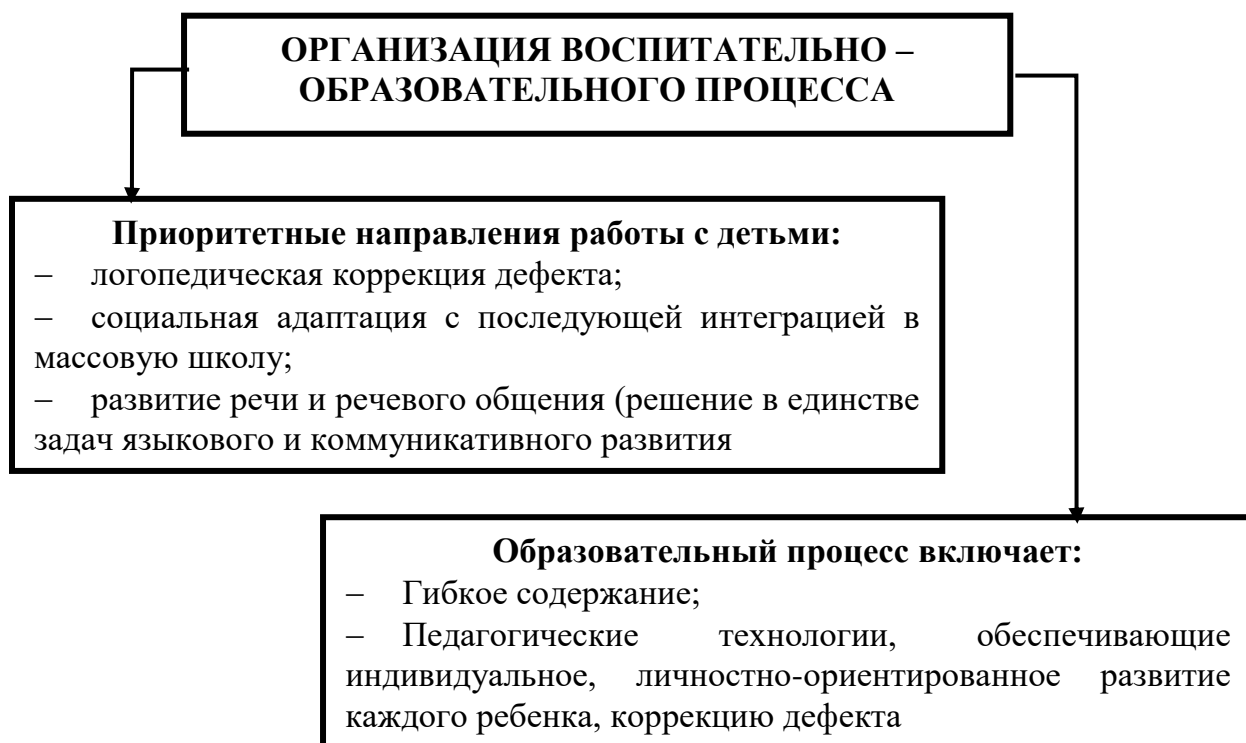 ОРГАНИЗАЦИЯ ВОСПИТАТЕЛЬНО –
ОБРАЗОВАТЕЛЬНОГО ПРОЦЕССА
Приоритетные направления работы с детьми:
– логопедическая коррекция дефекта;
– социальная адаптация с последующей интеграцией в
массовую школу;
– развитие речи и речевого общения (решение в единстве
задач языкового и коммуникативного развития
Образовательный процесс включает:
– Гибкое содержание;
– Педагогические технологии, обеспечивающие
индивидуальное, личностно-ориентированное развитие
каждого ребенка, коррекцию дефекта